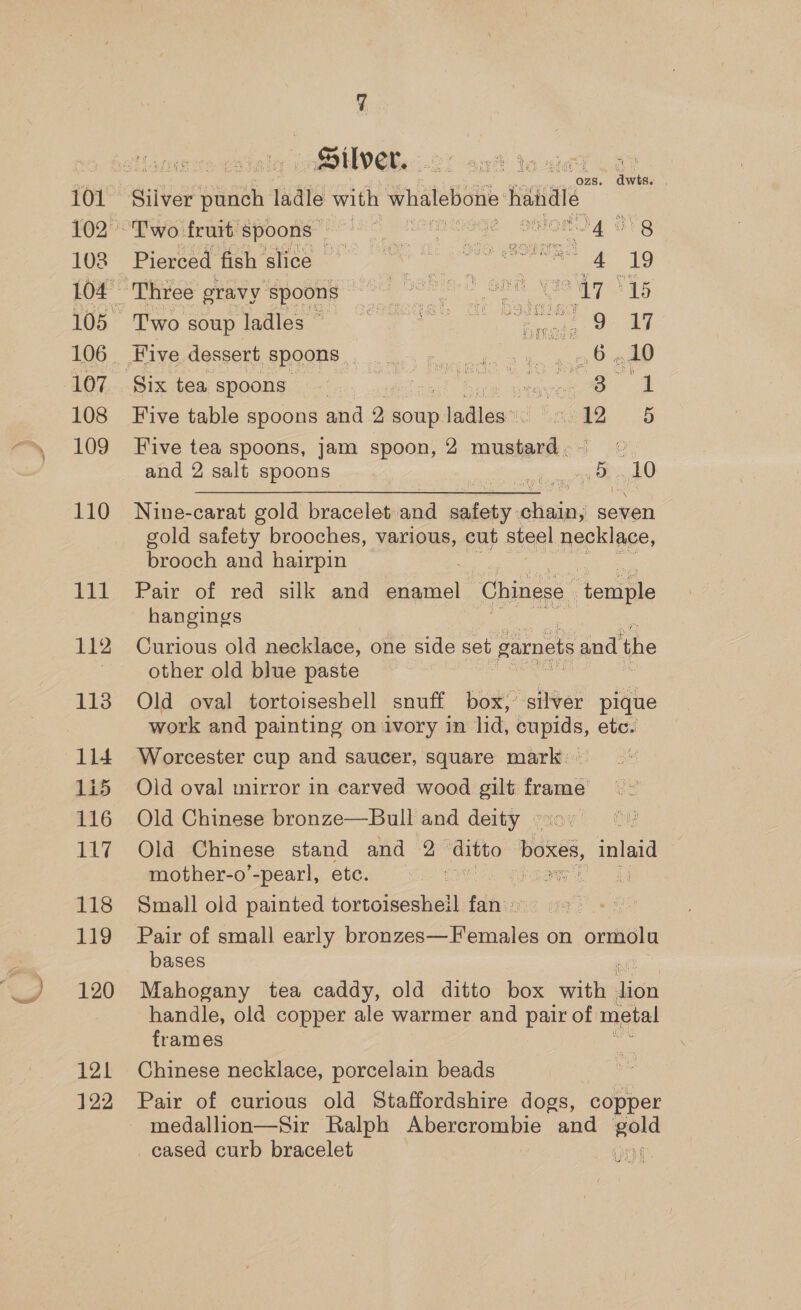 7
Silver.
ozs. dwts.
101 Silver punch ladle with whalebone handle
102 Two fruit spoons 4 8
103 Pierced fish slice 4 19
104 Three gravy spoons 17 15
105 Two soup ladles 9 17
106 Five dessert spoons 6 10
107 Six tea spoons 3 1
108 Five table spoons and 2 soup ladles 12 5
109 Five tea spoons, jam spoon, 2 mustard
and 2 salt spoons 5 10
110 Nine-carat gold bracelet and safety chain, seven
gold safety brooches, various, cut steel necklace,
brooch and hairpin
111 Pair of red silk and enamel Chinese temple
hangings
112 Curious old necklace, one side set garnets and the
other old blue paste
113 Old oval tortoiseshell snuff box, silver pique
work and painting on ivory in lid, cupids, etc.
114 Worcester cup and saucer, square mark
115 Old oval mirror in carved wood gilt frame
116 Old Chinese bronze—Bull and deity
117 Old Chinese stand and 2 ditto boxes, inlaid
mother-o'-pearl, etc.
118 Small old painted tortoiseshell fan
119 Pair of small early bronzes—Females on ormolu
bases
120 Mahogany tea caddy, old ditto box with lion
handle, old copper ale warmer and pair of metal
frames
121 Chinese necklace, porcelain beads
122 Pair of curious old Staffordshire dogs, copper
medallion—Sir Ralph Abercrombie and gold
cased curb bracelet